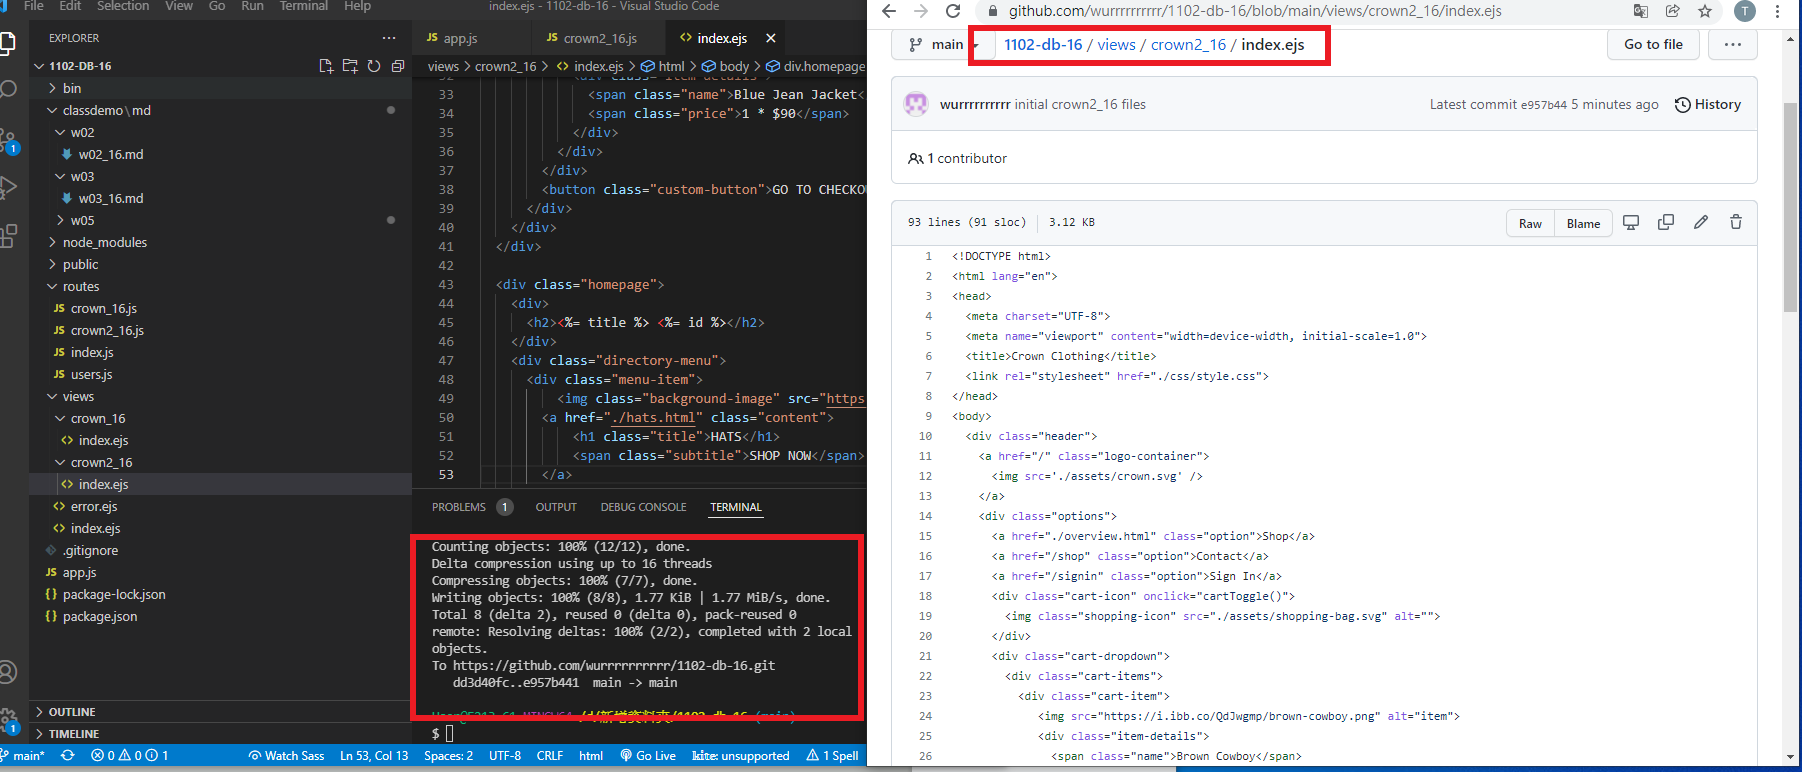 File Edit Selection View Go Run Terminal Help index.ejs - 1102-db-16 - Visual Studio Code
EXPLORER ···
1102-DB-16
bin
classdemo \ md
w02
w02_16.md
w03
w03_16.md
w05
node_modules
public
routes
JS crown_16.js
JS crown2_16.js
JS index.js
JS users.js
views
crown_16
<> index.ejs
crown2_16
<> index.ejs
<> error.ejs
<> index.ejs
.gitignore
JS app.js
{} package-lock.json
{} package.json
OUTLINE
TIMELINE
1
1
JS app.js JS crown2_16.js <> index.ejs ×
views > crown2_16 > <> index.ejs > html > body > div.homepage
33 <span class="name">Blue Jean Jacket<
34 <span class="price">1 * $90</span>
35 </div>
36 </div>
37 </div>
38 <button class="custom-button">GO TO CHECKOU
39 </div>
40 </div>
41 </div>
42
43 <div class="homepage">
44 <div>
45 <h2><%= title %> <%= id %></h2>
46 </div>
47 <div class="directory-menu">
48 <div class="menu-item">
49 <img class="background-image" src="https
50 <a href="./hats.html" class="content">
51 <h1 class="title">HATS</h1>
52 <span class="subtitle">SHOP NOW</span>
53 </a>
PROBLEMS 1 OUTPUT DEBUG CONSOLE TERMINAL
Counting objects: 100% (12/12), done.
Delta compression using up to 16 threads
Compressing objects: 100% (7/7), done.
Writing objects: 100% (8/8), 1.77 KiB | 1.77 MiB/s, done.
Total 8 (delta 2), reused 0 (delta 0), pack-reused 0
remote: Resolving deltas: 100% (2/2), completed with 2 local
objects.
To https://github.com/wurrrrrrrrrr/1102-db-16.git
dd3d40fc..e957b441 main -> main
$
main* 0 0 1 Watch Sass Ln 53, Col 13 Spaces: 2 UTF-8 CRLF html Go Live kite: unsupported 1 Spell
github.com/wurrrrrrrrrr/1102-db-16/blob/main/views/crown2_16/index.ejs T
main 1102-db-16 / views / crown2_16 / index.ejs Go to file ···
wurrrrrrrrrr initial crown2_16 files Latest commit e957b44 5 minutes ago History
1 contributor
93 lines (91 sloc) 3.12 KB Raw Blame
1 <!DOCTYPE html>
2 <html lang="en">
3 <head>
4 <meta charset="UTF-8">
5 <meta name="viewport" content="width=device-width, initial-scale=1.0">
6 <title>Crown Clothing</title>
7 <link rel="stylesheet" href="./css/style.css">
8 </head>
9 <body>
10 <div class="header">
11 <a href="/" class="logo-container">
12 <img src='./assets/crown.svg' />
13 </a>
14 <div class="options">
15 <a href="./overview.html" class="option">Shop</a>
16 <a href="/shop" class="option">Contact</a>
17 <a href="/signin" class="option">Sign In</a>
18 <div class="cart-icon" onclick="cartToggle()">
19 <img class="shopping-icon" src="./assets/shopping-bag.svg" alt="">
20 </div>
21 <div class="cart-dropdown">
22 <div class="cart-items">
23 <div class="cart-item">
24 <img src="https://i.ibb.co/QdJwgmp/brown-cowboy.png" alt="item">
25 <div class="item-details">
26 <span class="name">Brown Cowboy</span>